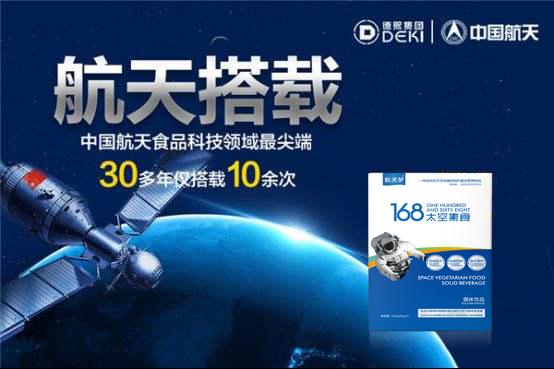 德熙集团
DEKI
中国航天
航天搭载
中国航天食品科技领域最尖端
30多年仅搭载10余次
航天梦
168
ONE HUNDRED
AND SIXTY EIGHT
太空素食
SPACE VEGETARIAN FOOD
SOLID BEVERAGE
固体饮品